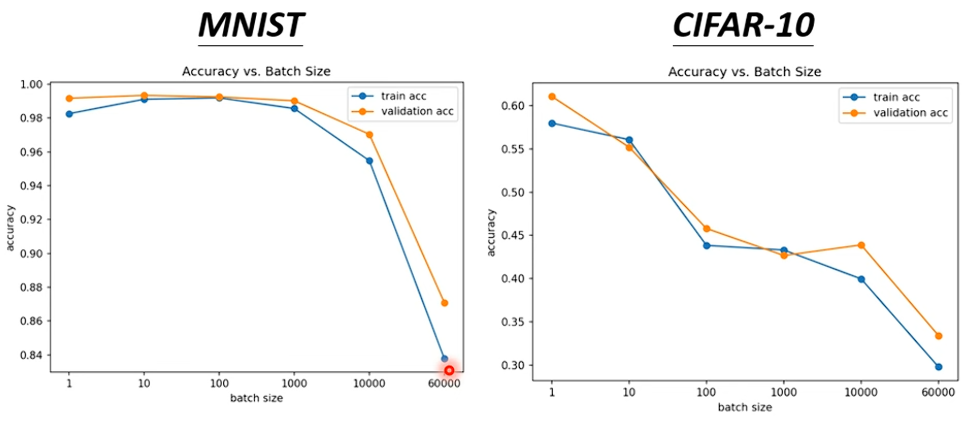 MNIST
Accuracy vs. Batch Size
train acc
validation acc
accuracy
1.00
0.98
0.96
0.94
0.92
0.90
0.88
0.86
0.84
1 10 100 1000 10000 60000
batch size
CIFAR-10
Accuracy vs. Batch Size
train acc
validation acc
accuracy
0.60
0.55
0.50
0.45
0.40
0.35
0.30
1 10 100 1000 10000 60000
batch size